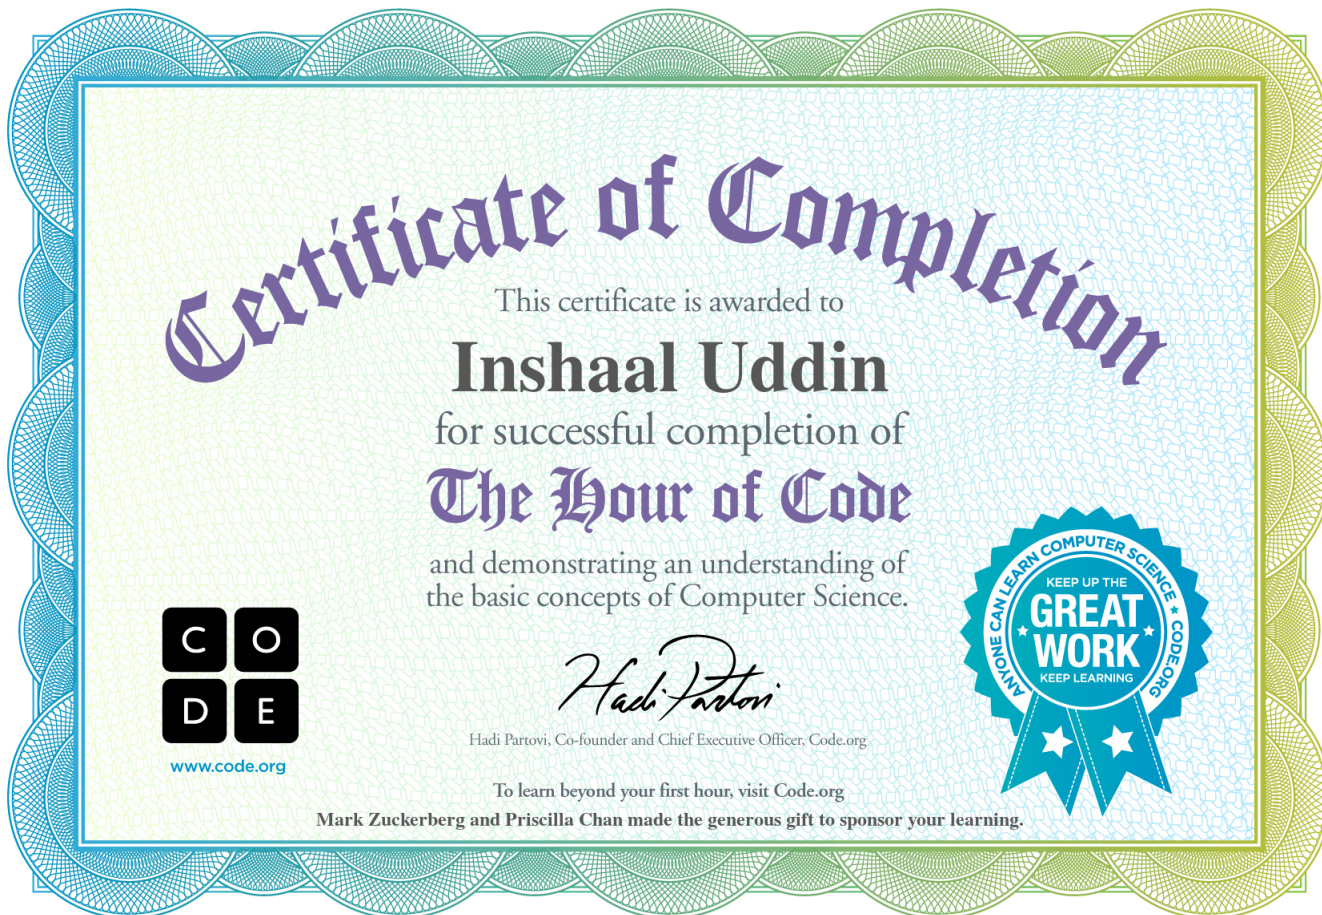 Certificate of Completion
This certificate is awarded to
Inshaal Uddin
for successful completion of
The Hour of Code
and demonstrating an understanding of
the basic concepts of Computer Science.
C O
D E
www.code.org
Hadi Partovi
Hadi Partovi, Co-founder and Chief Executive Officer, Code.org
ANYONE CAN LEARN COMPUTER SCIENCE ★ CODE.ORG
KEEP UP THE
GREAT
WORK
KEEP LEARNING
To learn beyond your first hour, visit Code.org
Mark Zuckerberg and Priscilla Chan made the generous gift to sponsor your learning.